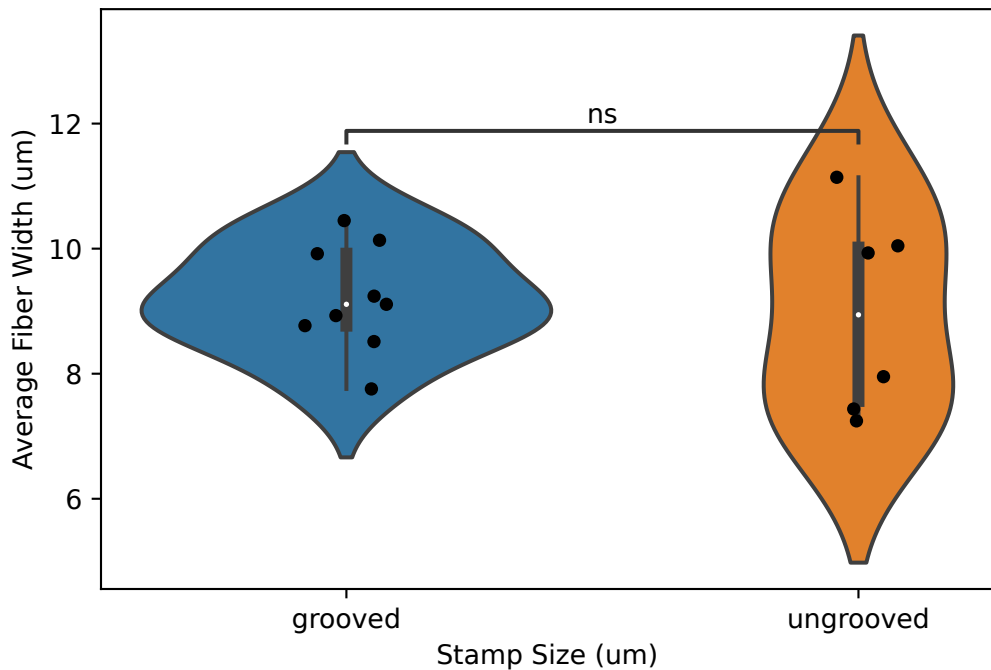 ns
12
10
8
6
Average Fiber Width (um)
grooved
ungrooved
Stamp Size (um)